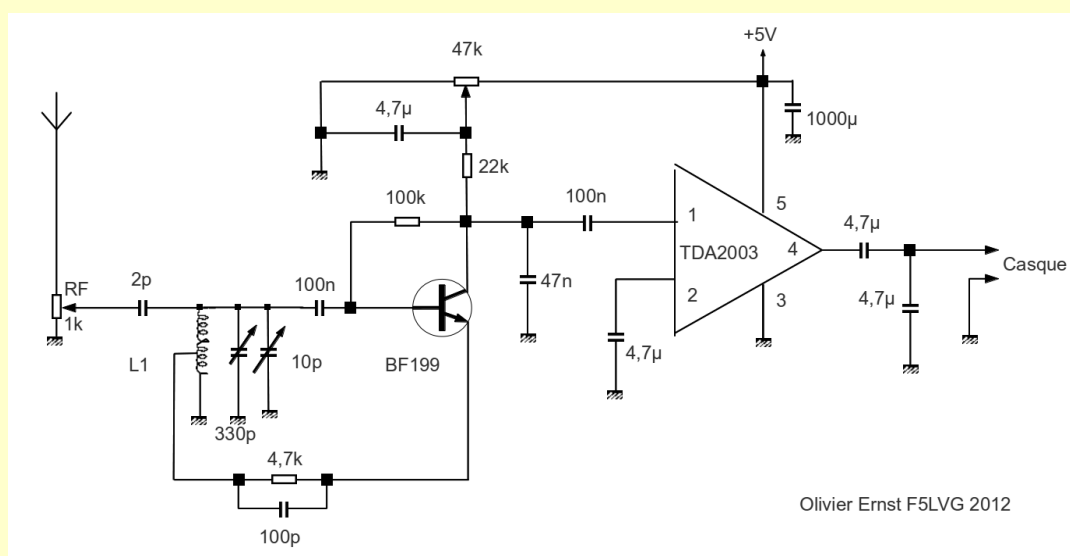 +5V
47k
4,7µ
1000µ
22k
100k
100n
1
5
TDA2003
4
4,7µ
Casque
2p
100n
47n
RF
1k
2
3
4,7µ
4,7µ
L1
10p
BF199
330p
4,7k
100p
Olivier Ernst F5LVG 2012